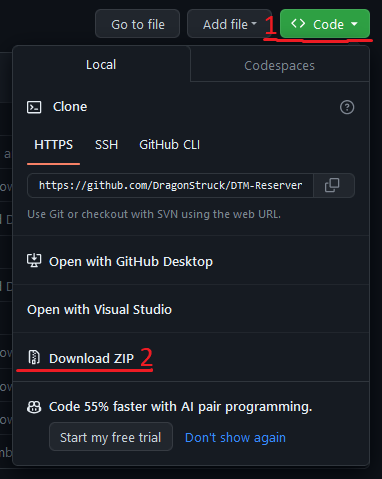 Go to file Add file 1 <> Code
Local Codespaces
Clone
HTTPS SSH GitHub CLI
https://github.com/DragonStruck/DTM-Reserver
Use Git or checkout with SVN using the web URL.
Open with GitHub Desktop
Open with Visual Studio
Download ZIP 2
Code 55% faster with AI pair programming.
Start my free trial Don't show again